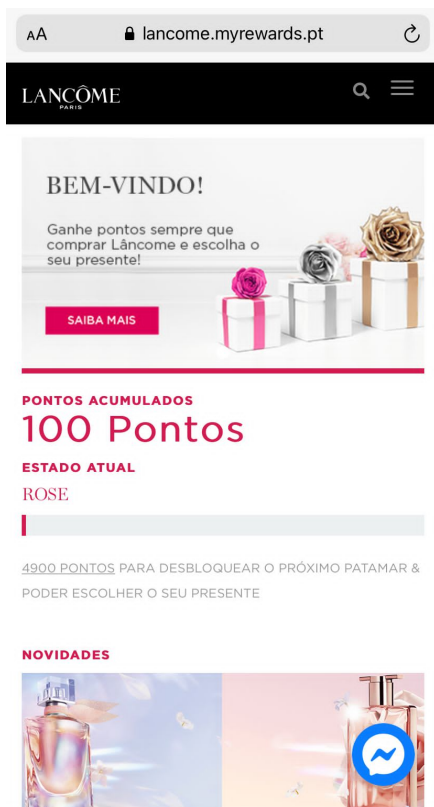 AA lancome.myrewards.pt
LANCÔME
PARIS
BEM-VINDO!
Ganhe pontos sempre que
comprar Lâncome e escolha o
seu presente!
SAIBA MAIS
PONTOS ACUMULADOS
100 Pontos
ESTADO ATUAL
ROSE
4900 PONTOS PARA DESBLOQUEAR O PRÓXIMO PATAMAR &
PODER ESCOLHER O SEU PRESENTE
NOVIDADES